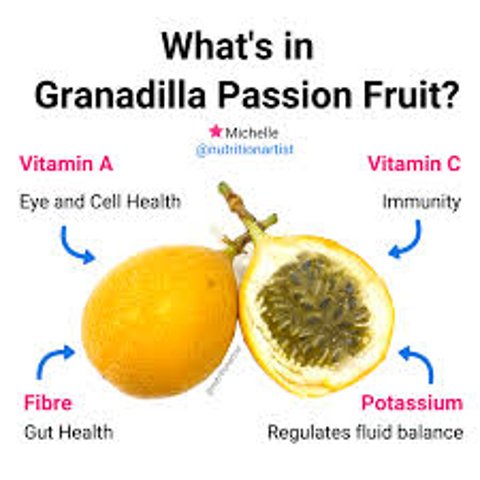 What's in
Granadilla Passion Fruit?
Michelle
@nutritionartist
Vitamin A
Eye and Cell Health
Vitamin C
Immunity
Fibre
Gut Health
Potassium
Regulates fluid balance